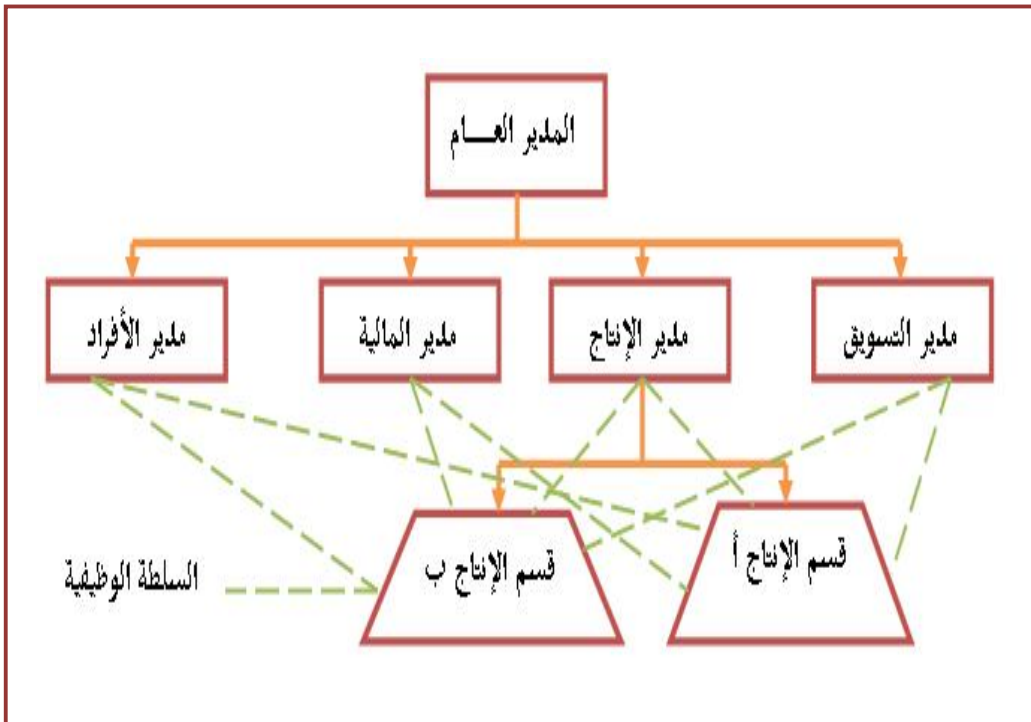 المدير العـــام
مدير التسويق
مدير الإنتاج
مدير المالية
مدير الأفراد
قسم الإنتاج أ
قسم الإنتاج ب
السلطة الوظيفية